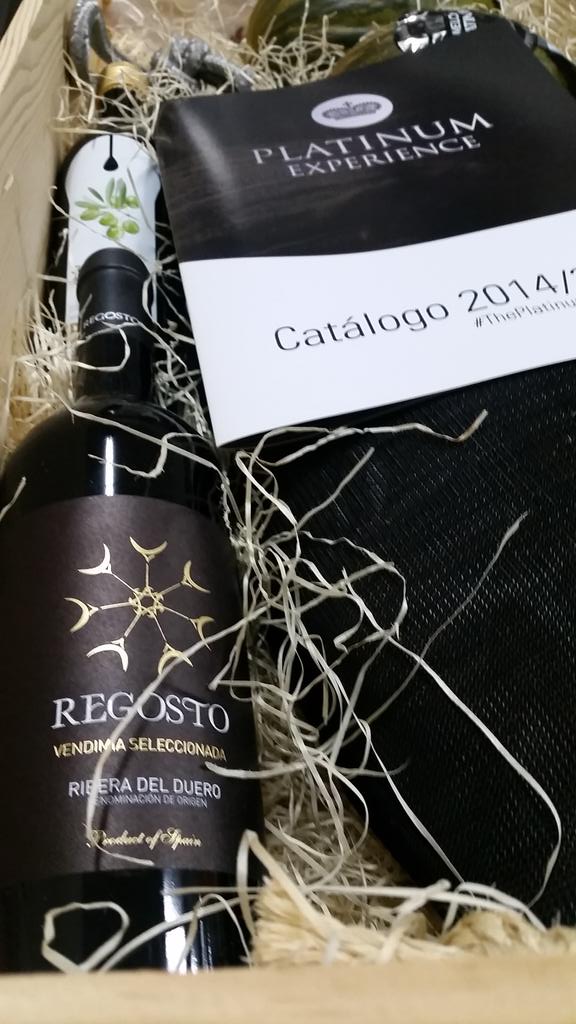 PLATINUM
EXPERIENCE
Catálogo 2014/
#ThePlatinu
REGOSTO
REGOSTO
VENDIMIA SELECCIONADA
RIBERA DEL DUERO
DENOMINACIÓN DE ORIGEN
Product of Spain